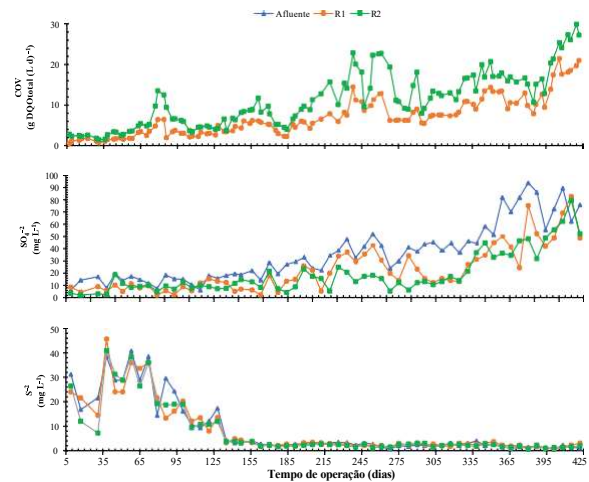 Afluente R1 R2
COV
(g DQOtotal (L d)⁻¹)
30
20
10
0
SO₄⁻²
(mg L⁻¹)
100
90
80
70
60
50
40
30
20
10
0
S⁻²
(mg L⁻¹)
50
40
30
20
10
0
5 35 65 95 125 155 185 215 245 275 305 335 365 395 425
Tempo de operação (dias)